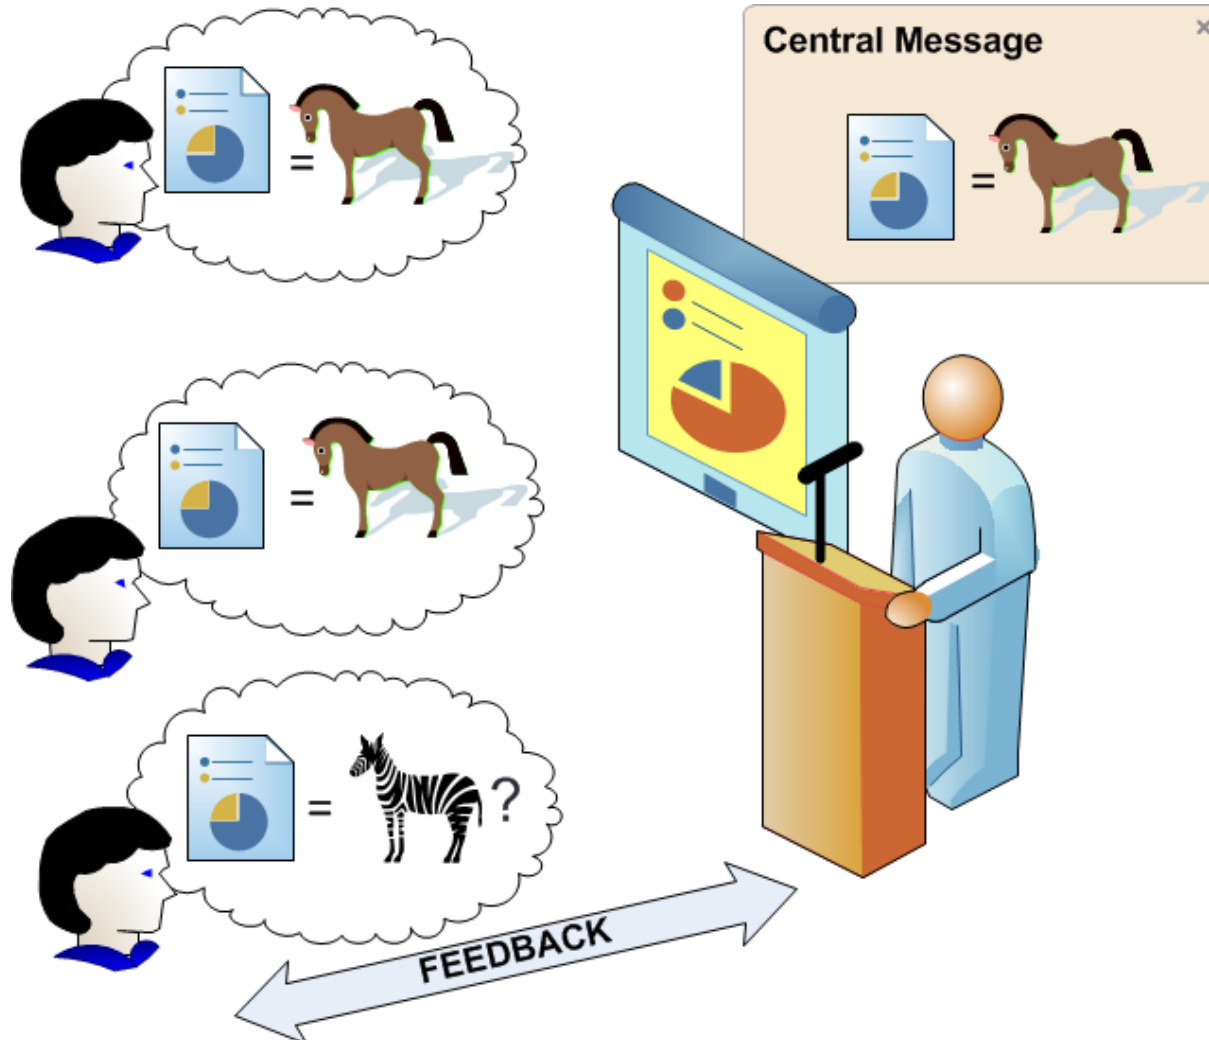 Central Message
=
=
=
= ?
FEEDBACK